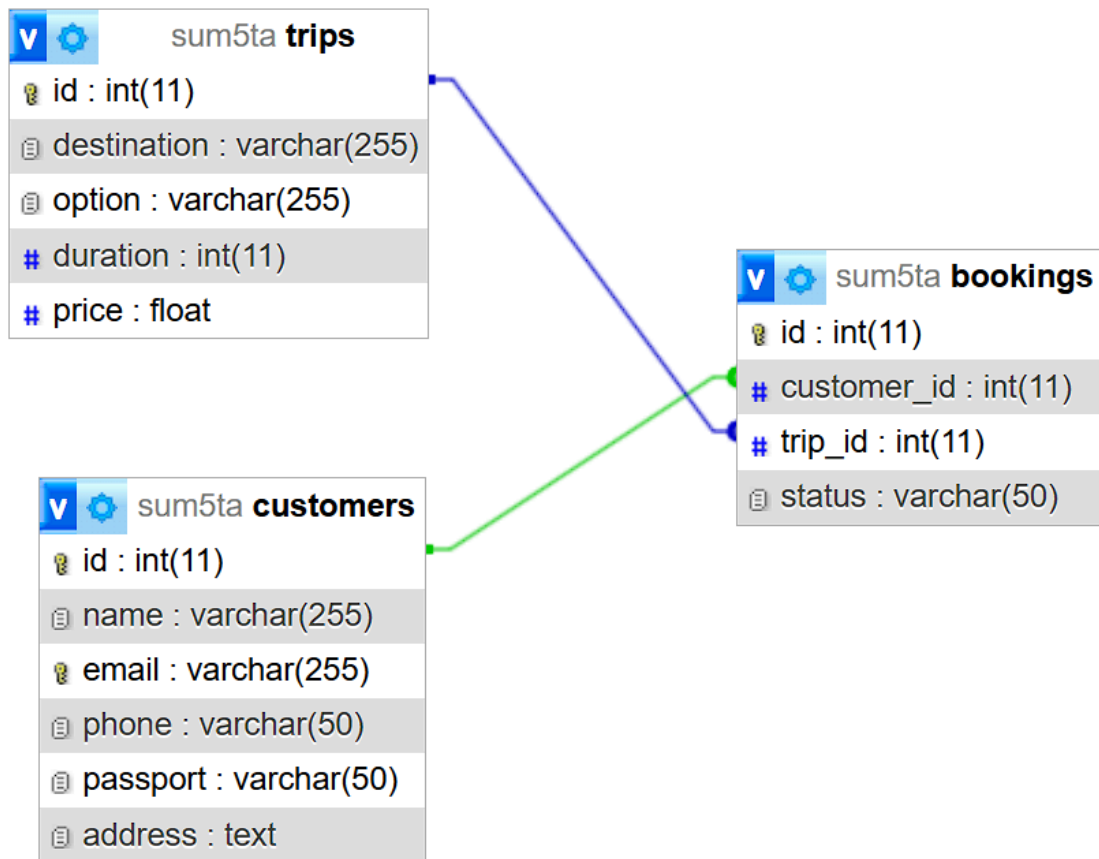 v sum5ta trips
id : int(11)
destination : varchar(255)
option : varchar(255)
# duration : int(11)
# price : float
v sum5ta bookings
id : int(11)
# customer_id : int(11)
# trip_id : int(11)
status : varchar(50)
v sum5ta customers
id : int(11)
name : varchar(255)
email : varchar(255)
phone : varchar(50)
passport : varchar(50)
address : text